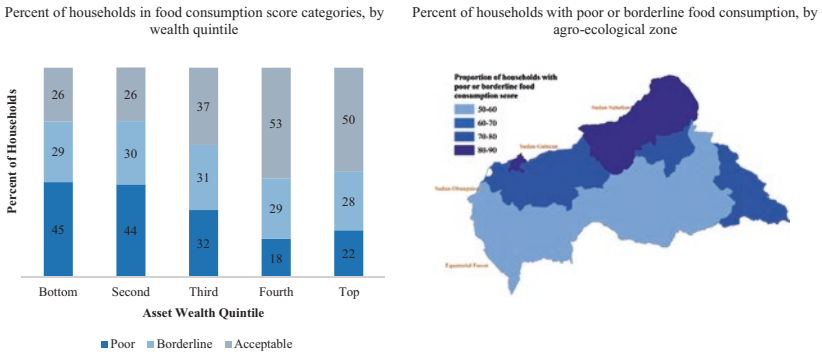 Percent of households in food consumption score categories, by
wealth quintile
Percent of Households
26
29
45
26
30
44
37
31
32
53
29
18
50
28
22
Bottom
Second
Third
Fourth
Top
Asset Wealth Quintile
Poor
Borderline
Acceptable
Percent of households with poor or borderline food consumption, by
agro-ecological zone
Proportion of households with
poor or borderline food
consumption score
50-60
60-70
70-80
80-90
Sudan Sahelian
Sudan Guinean
Sudan Obanguian
Equatorial Forest